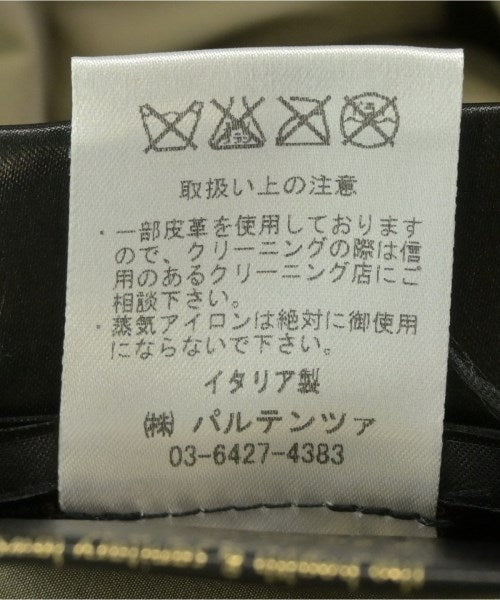 取扱い上の注意
・一部皮革を使用しております
ので、クリーニングの際は信
用のあるクリーニング店にご
相談下さい。
・蒸気アイロンは絶対に御使用
にならないで下さい。
イタリア製
㈱ パルテンツァ
03-6427-4383